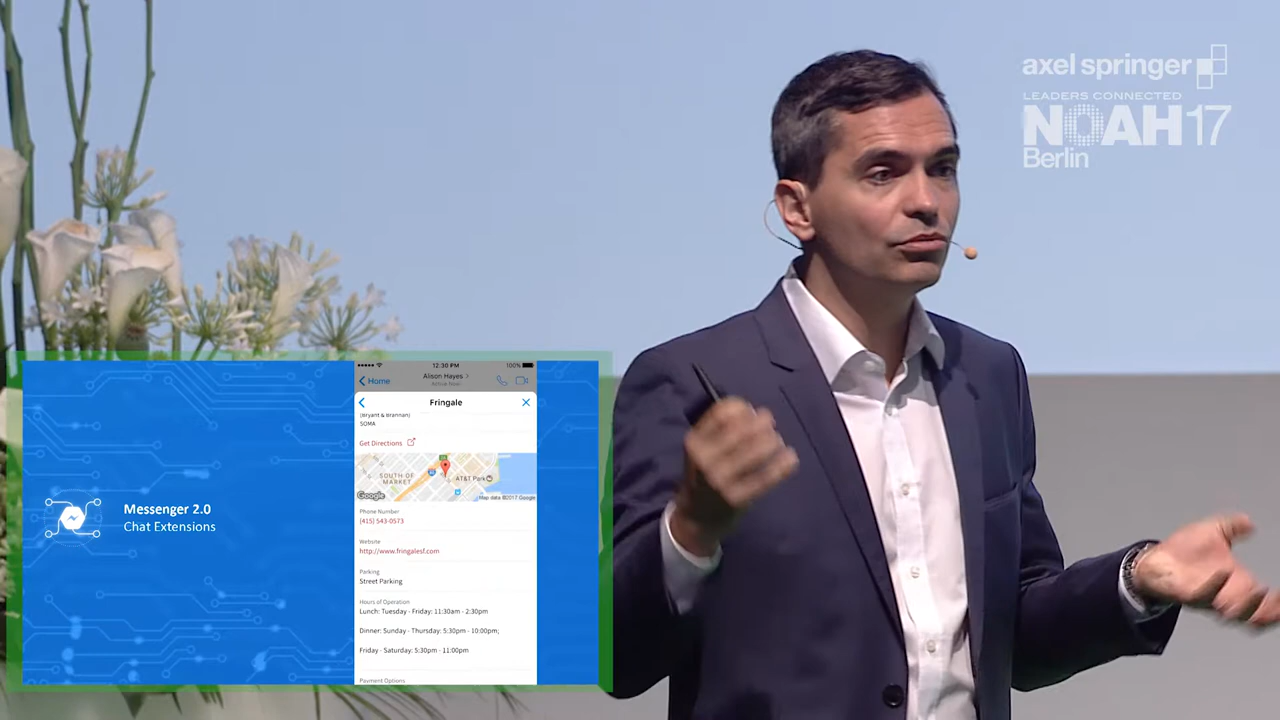 axel springer
LEADERS CONNECTED
NOAH17
Berlin
12:30 PM
100%
Home
Alison Hayes
Active Now
Fringale
(Bryant & Brannan)
SOMA
Get Directions
SOUTH OF
MARKET
AT&T Park
Google
Map data ©2017 Google
Phone Number
(415) 543-0573
Website
http://www.fringalesf.com
Parking
Street Parking
Hours of Operation
Lunch: Tuesday - Friday: 11:30am - 2:30pm
Dinner: Sunday - Thursday: 5:30pm - 10:00pm;
Friday - Saturday: 5:30pm - 11:00pm
Payment Options
Messenger 2.0
Chat Extensions